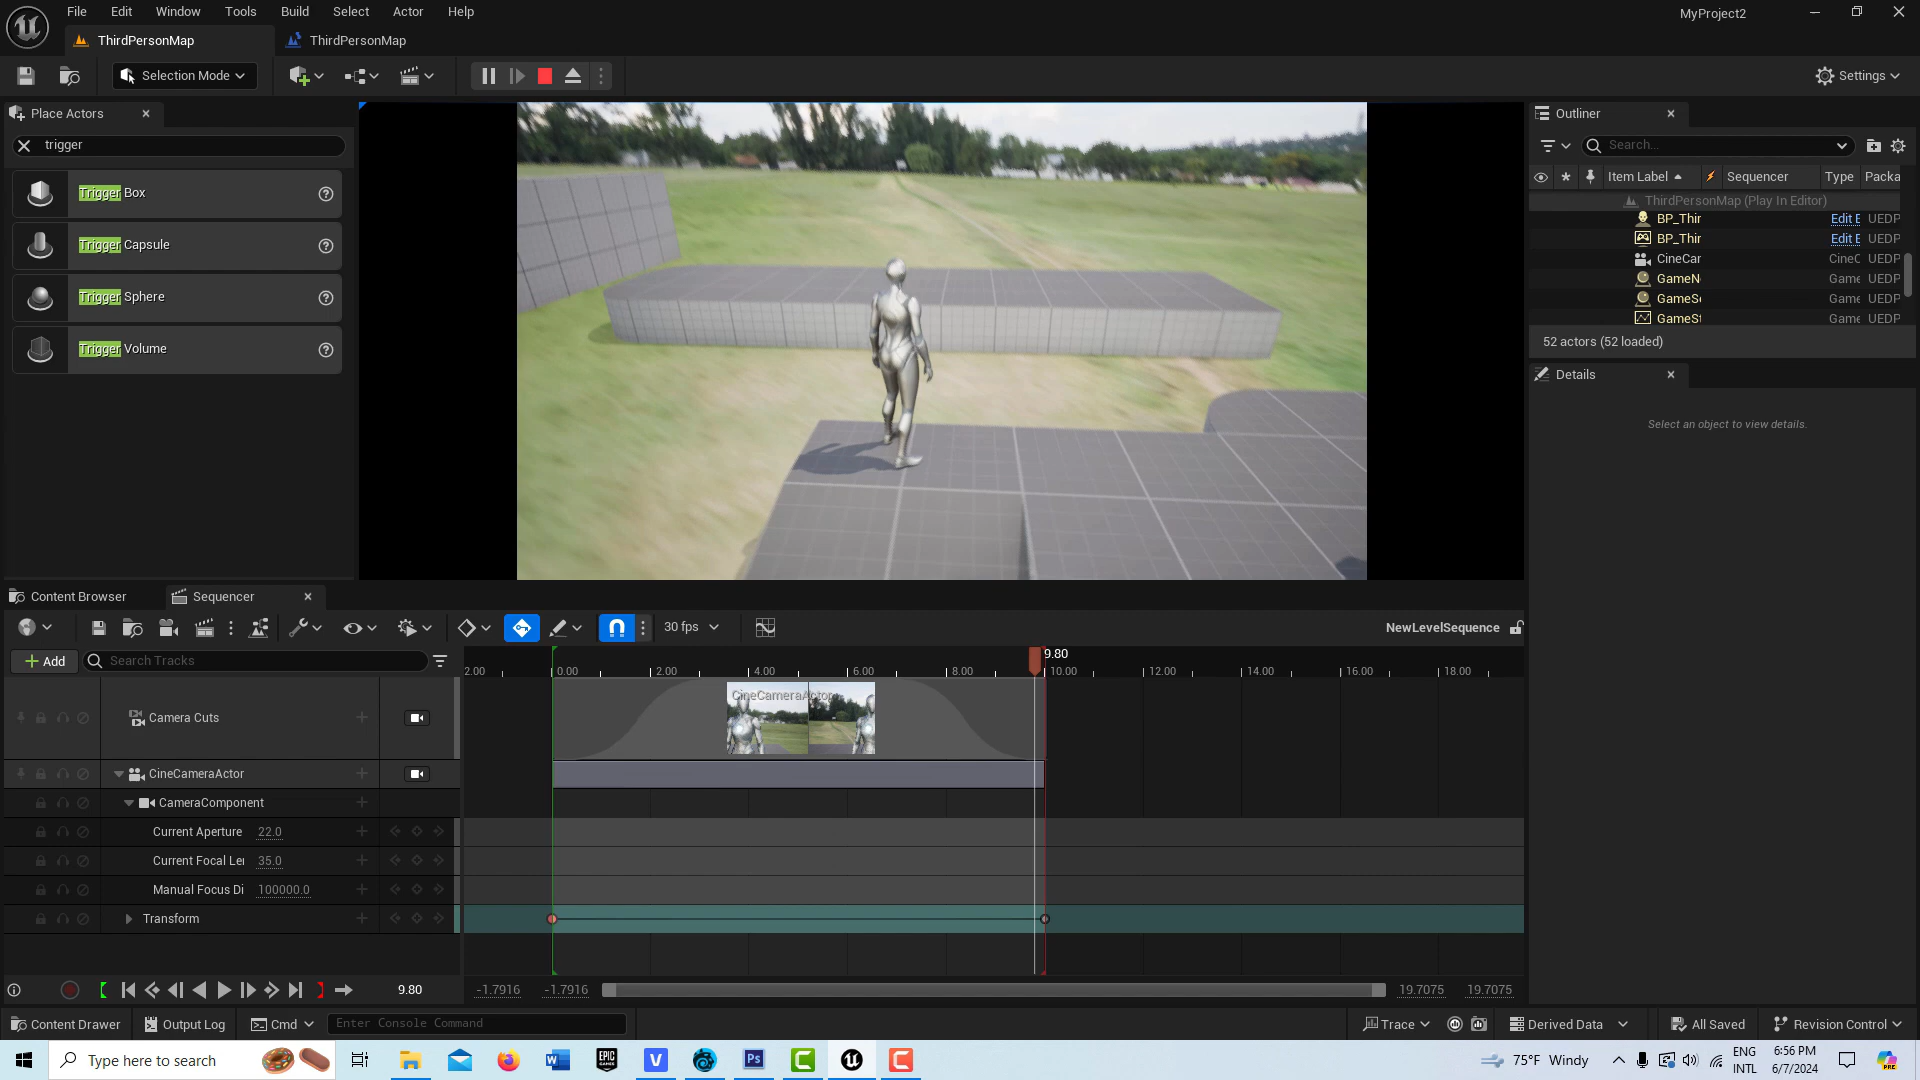 File Edit Window Tools Build Select Actor Help
MyProject2
ThirdPersonMap ThirdPersonMap
Selection Mode
Settings
Place Actors
trigger
Trigger Box
Trigger Capsule
Trigger Sphere
Trigger Volume
Outliner
Search...
Item Label Sequencer Type Packa
ThirdPersonMap (Play In Editor)
BP_Thir Edit E UEDP
BP_Thir Edit E UEDP
CineCar CineC UEDP
GameN Game UEDP
GameS Game UEDP
GameSt Game UEDP
52 actors (52 loaded)
Details
Select an object to view details.
Content Browser Sequencer
30 fps
NewLevelSequence
Add
Search Tracks
9.80
2.00 0.00 2.00 4.00 6.00 8.00 10.00 12.00 14.00 16.00 18.00
Camera Cuts
CineCameraActor
CineCameraActor
CameraComponent
Current Aperture 22.0
Current Focal Le 35.0
Manual Focus Di 100000.0
Transform
9.80
-1.7916 -1.7916 19.7075 19.7075
Content Drawer Output Log Cmd Enter Console Command
Trace Derived Data All Saved Revision Control
Type here to search
75°F Windy
ENG
INTL
6:56 PM
6/7/2024